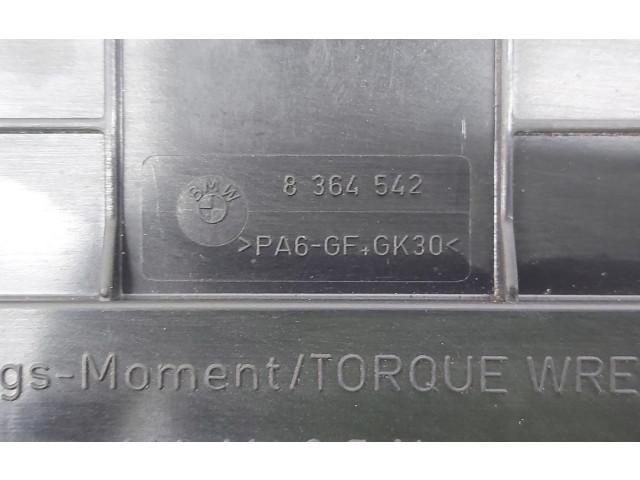 BMW
8 364 542
>PA6-GF+GK30<
gs-Moment/TORQUE WRE